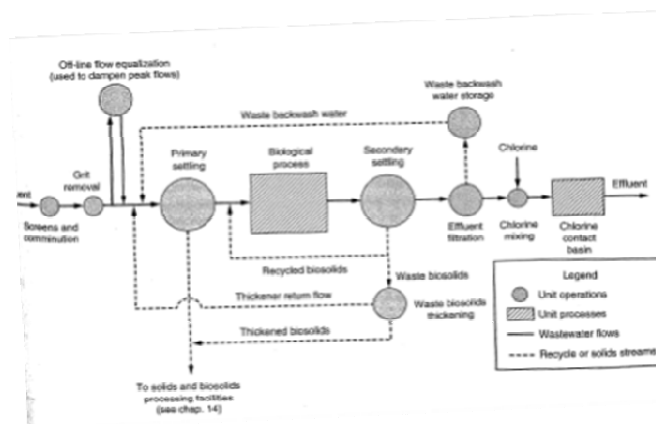 Off-line flow equalization
(used to dampen peak flows)
Waste backwash
water storage
Waste backwash water
Primary
settling
Biological
process
Secondary
settling
Chlorine
Grit
removal
ent
Screens and
comminution
Effluent
filtration
Chlorine
mixing
Chlorine
contact
basin
Effluent
Recycled biosolids
Waste biosolids
Thickener return flow
Waste biosolids
thickening
Thickened biosolids
To solids and biosolids
processing facilities
(see chap. 14)
Legend
Unit operations
Unit processes
Wastewater flows
Recycle or solids streams